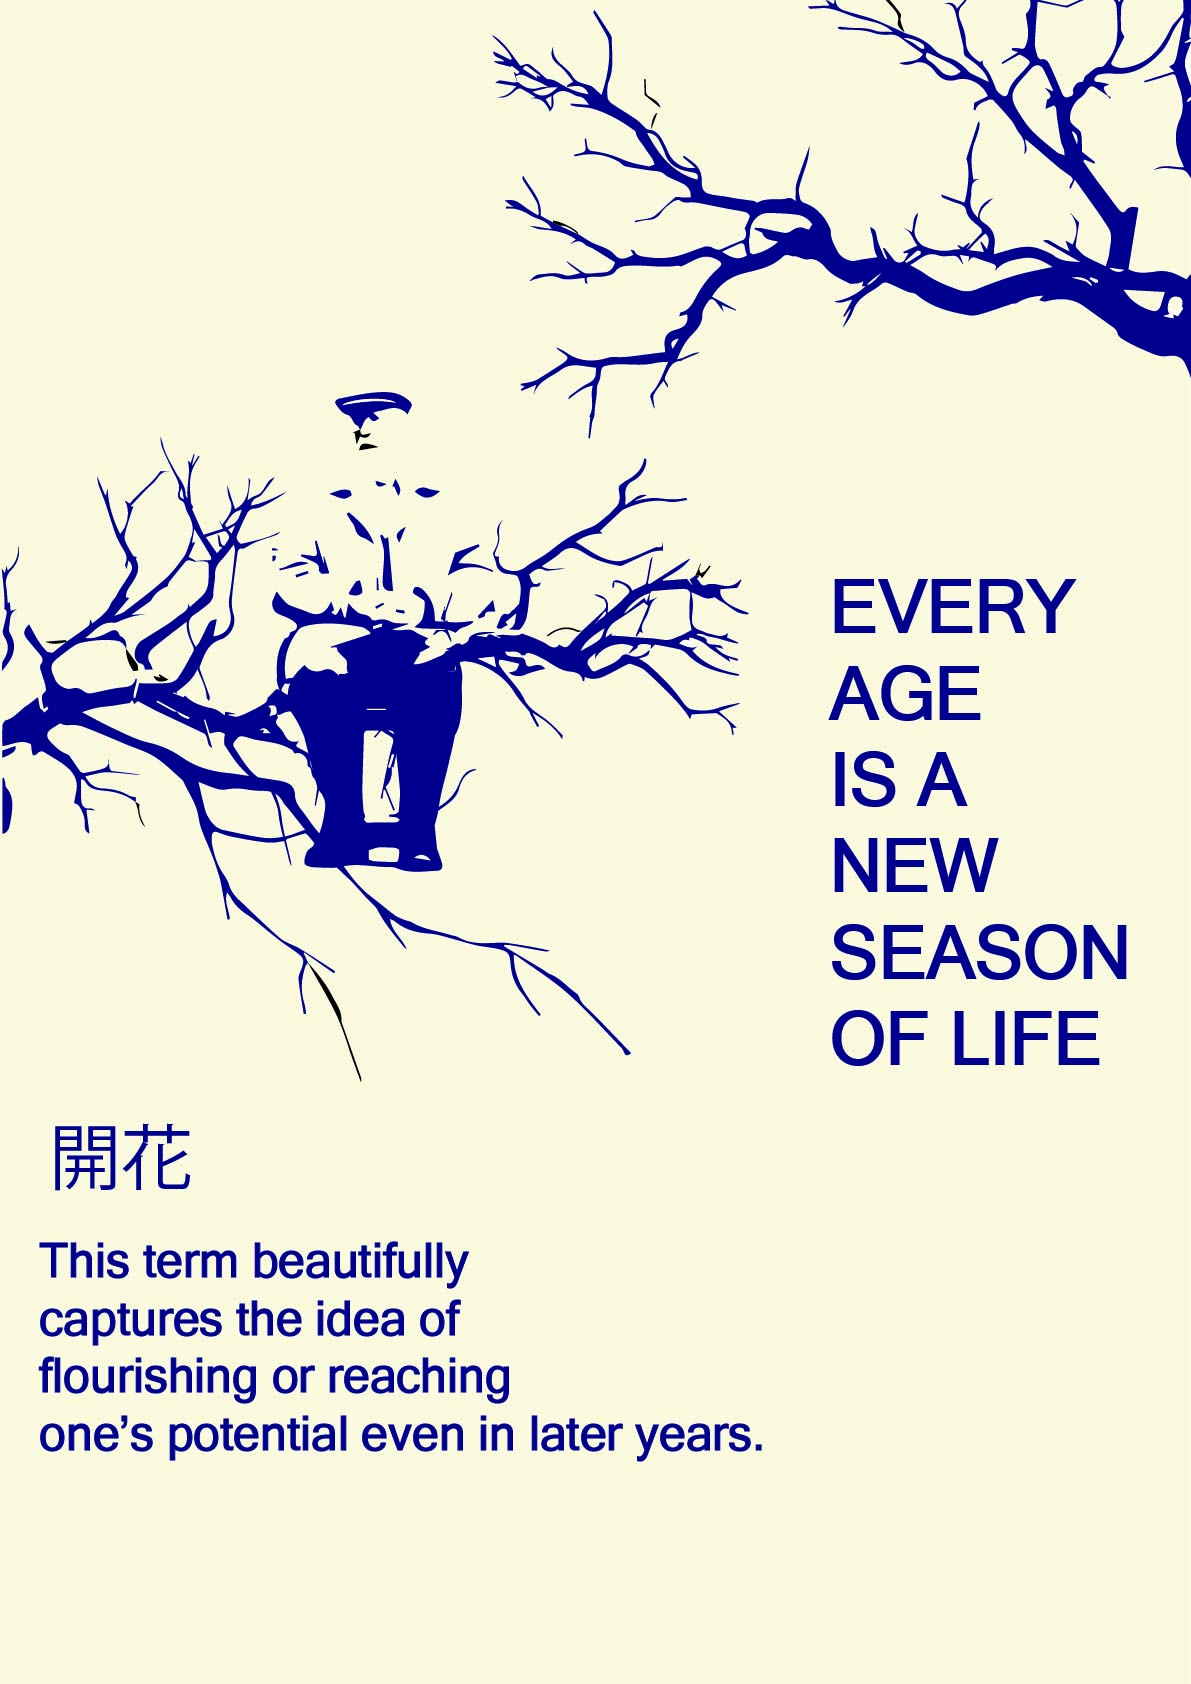 EVERY
AGE
IS A
NEW
SEASON
OF LIFE
開花
This term beautifully
captures the idea of
flourishing or reaching
one’s potential even in later years.